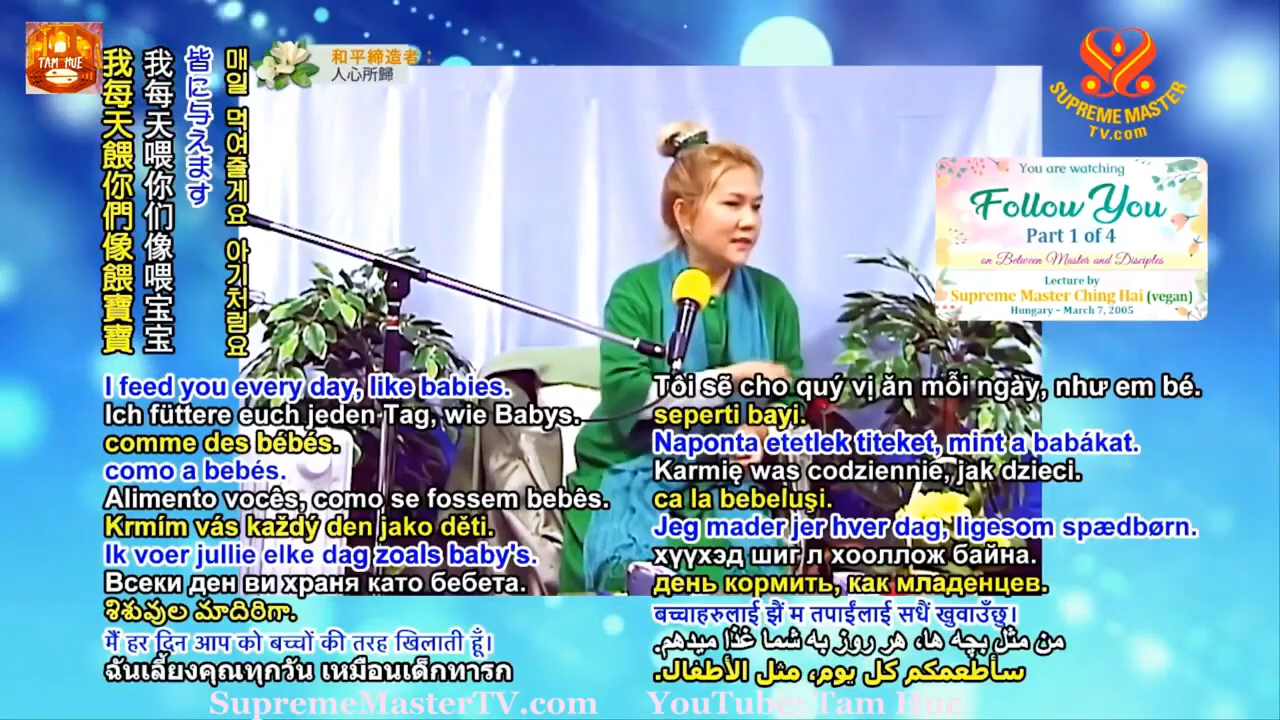 TAM HUE
和平締造者：
人心所歸
SUPREME MASTER
TV.com
You are watching
Follow You
Part 1 of 4
on Between Master and Disciples
Lecture by
Supreme Master Ching Hai (vegan)
Hungary – March 7, 2005
매일 먹여줄게요 아기처럼요
皆に与えます
我每天喂你们像喂宝宝
我每天餵你們像餵寶寶
I feed you every day, like babies.
Ich füttere euch jeden Tag, wie Babys.
comme des bébés.
como a bebés.
Alimento vocês, como se fossem bebês.
Krmím vás každý den jako děti.
Ik voer jullie elke dag zoals baby's.
Всеки ден ви храня като бебета.
శిశువుల మాదిరిగా.
मैं हर दिन आप को बच्चों की तरह खिलाती हूँ।
ฉันเลี้ยงคุณทุกวัน เหมือนเด็กทารก
Tôi sẽ cho quý vị ăn mỗi ngày, như em bé.
seperti bayi.
Naponta etetlek titeket, mint a babákat.
Karmię was codziennie, jak dzieci.
ca la bebeluşi.
Jeg mader jer hver dag, ligesom spædbørn.
хүүхэд шиг л хооллож байна.
день кормить, как младенцев.
बच्चाहरुलाई झैं म तपाईंलाई सधैं खुवाउँछु।
من مثل بچه ها، هر روز به شما غذا میدهم.
سأطعمكم كل يوم، مثل الأطفال.
SupremeMasterTV.com
YouTube: Tam Hue